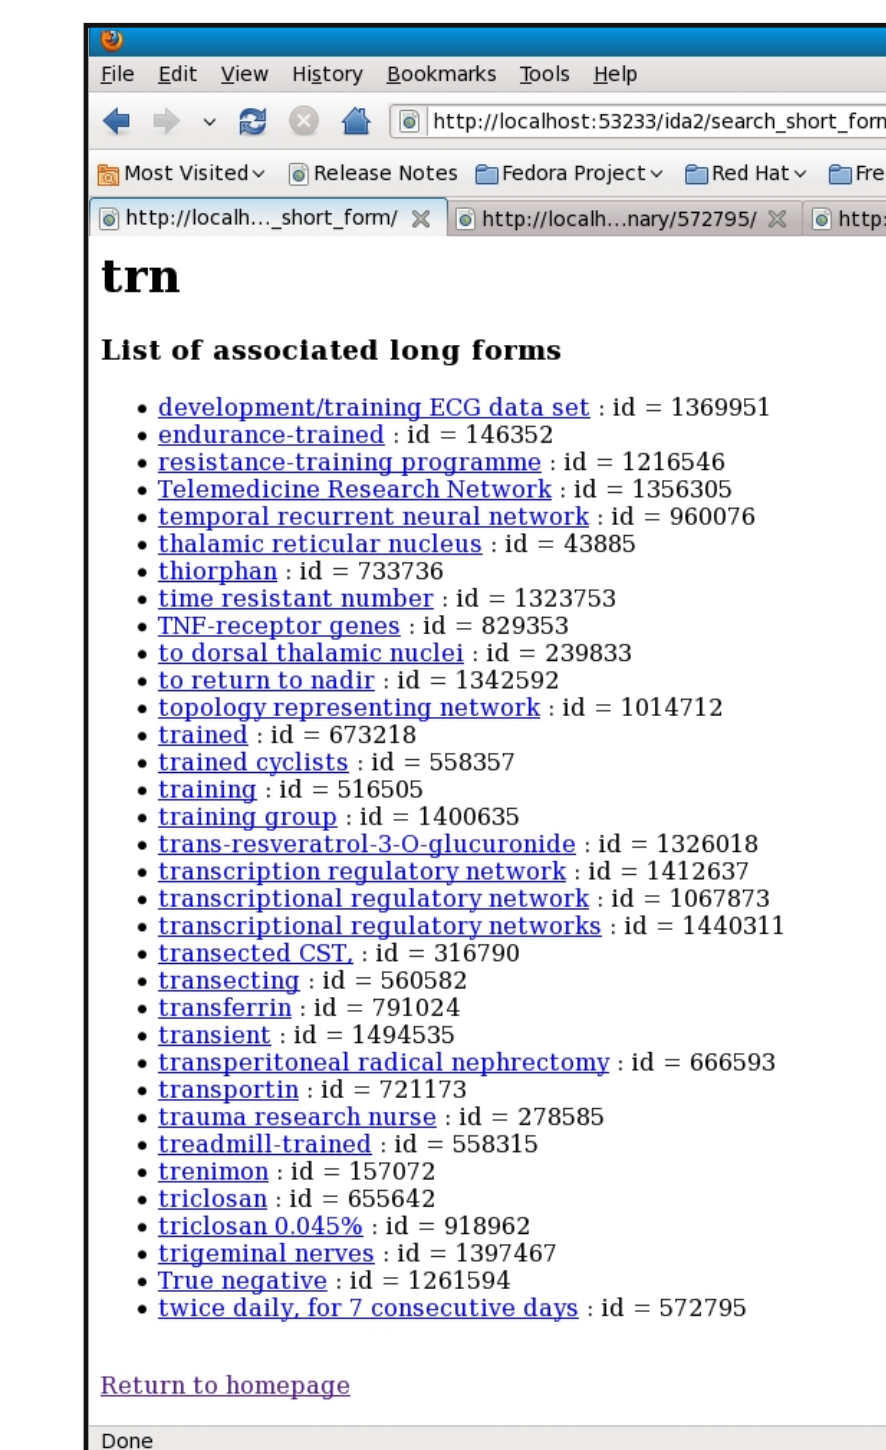 File Edit View History Bookmarks Tools Help
http://localhost:53233/ida2/search_short_form
Most Visited Release Notes Fedora Project Red Hat Fre
http://localh..._short_form/ http://localh...nary/572795/ http:
trn
List of associated long forms
• development/training ECG data set : id = 1369951
• endurance-trained : id = 146352
• resistance-training programme : id = 1216546
• Telemedicine Research Network : id = 1356305
• temporal recurrent neural network : id = 960076
• thalamic reticular nucleus : id = 43885
• thiorphan : id = 733736
• time resistant number : id = 1323753
• TNF-receptor genes : id = 829353
• to dorsal thalamic nuclei : id = 239833
• to return to nadir : id = 1342592
• topology representing network : id = 1014712
• trained : id = 673218
• trained cyclists : id = 558357
• training : id = 516505
• training group : id = 1400635
• trans-resveratrol-3-O-glucuronide : id = 1326018
• transcription regulatory network : id = 1412637
• transcriptional regulatory network : id = 1067873
• transcriptional regulatory networks : id = 1440311
• transected CST, : id = 316790
• transecting : id = 560582
• transferrin : id = 791024
• transient : id = 1494535
• transperitoneal radical nephrectomy : id = 666593
• transportin : id = 721173
• trauma research nurse : id = 278585
• treadmill-trained : id = 558315
• trenimon : id = 157072
• triclosan : id = 655642
• triclosan 0.045% : id = 918962
• trigeminal nerves : id = 1397467
• True negative : id = 1261594
• twice daily, for 7 consecutive days : id = 572795
Return to homepage
Done